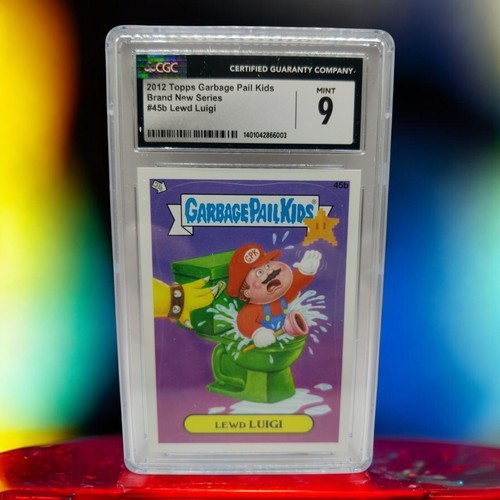 CGC
CERTIFIED GUARANTY COMPANY
2012 Topps Garbage Pail Kids
Brand New Series
#45b Lewd Luigi
MINT
9
1401042866003
45b
GARBAGE PAIL KIDS
GPK
LEWD LUIGI